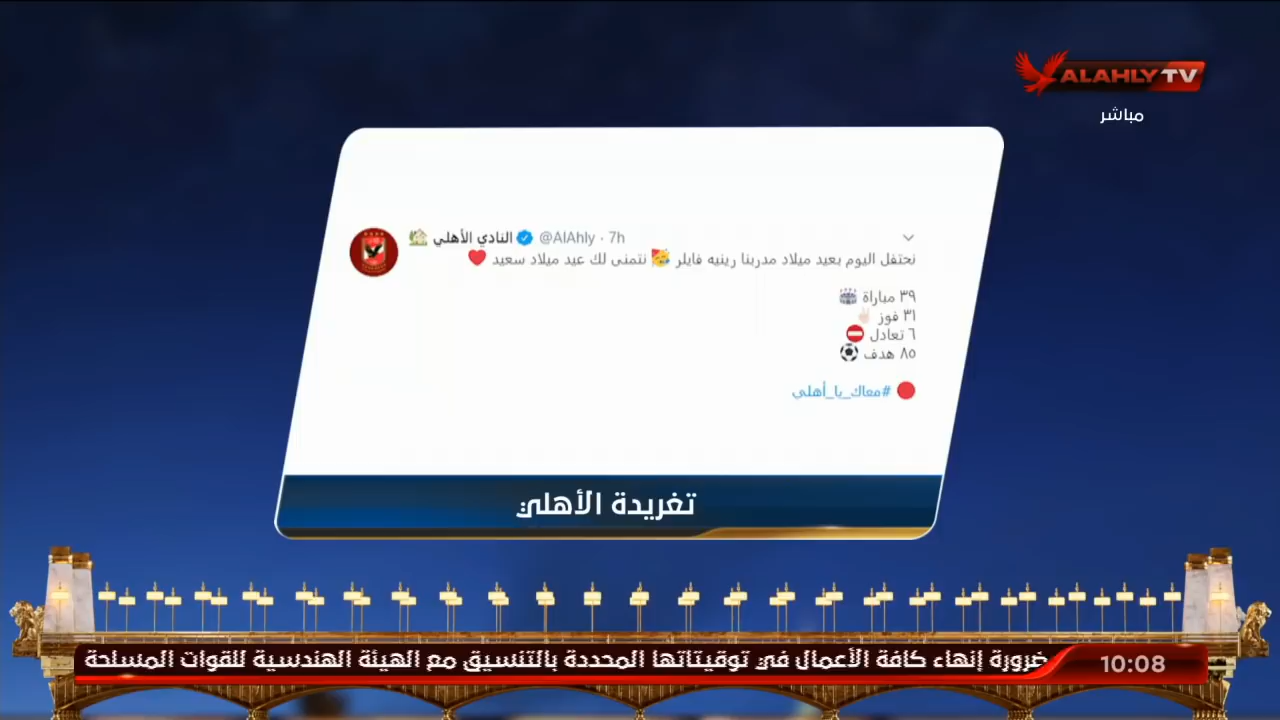 ALAHLY TV
مباشر
النادي الأهلي @AlAhly · 7h
نحتفل اليوم بعيد ميلاد مدربنا رينيه فايلر 🥳 نتمنى لك عيد ميلاد سعيد ❤️
٣٩ مباراة 🏟
٣١ فوز ✌🏻
٦ تعادل ⛔
٨٥ هدف ⚽
🔴 #معاك_يا_أهلي
تغريدة الأهلي
ضرورة إنهاء كافة الأعمال في توقيتاتها المحددة بالتنسيق مع الهيئة الهندسية للقوات المسلحة
10:08